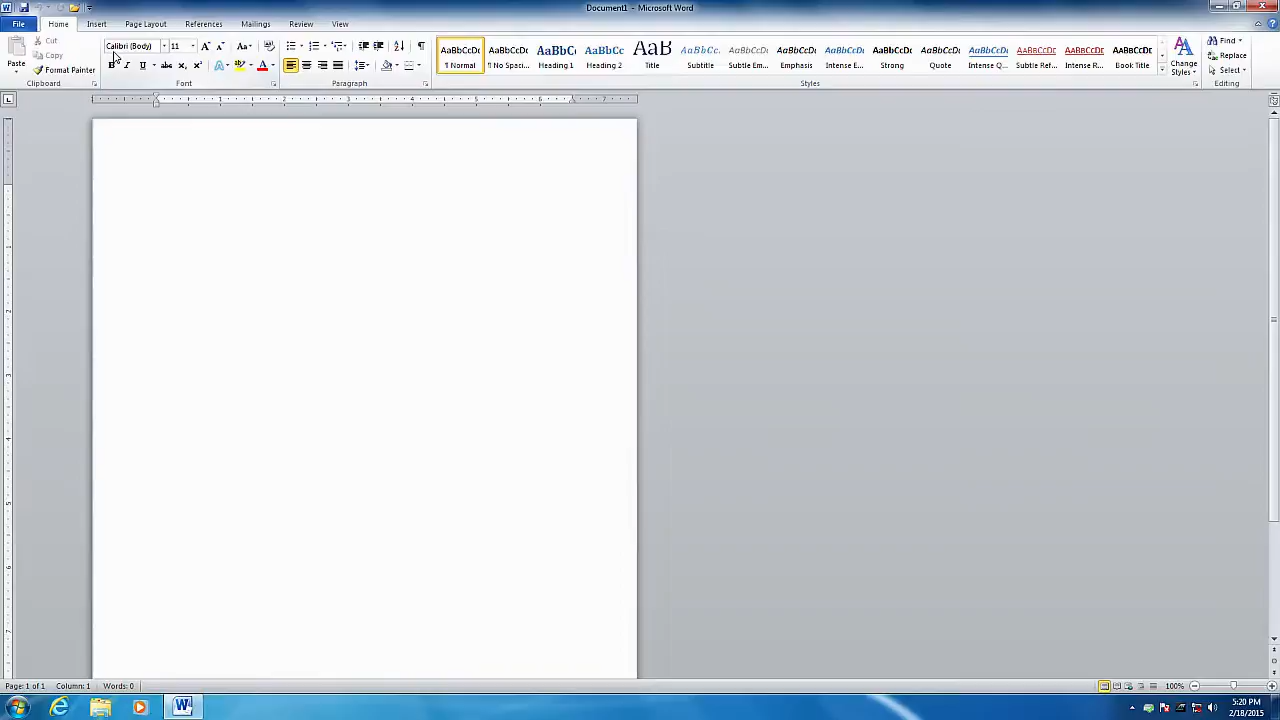 Document1 - Microsoft Word
File Home Insert Page Layout References Mailings Review View
Paste
Cut
Copy
Format Painter
Clipboard
Calibri (Body) 11
Font
Paragraph
AaBbCcDc AaBbCcDc AaBbC AaBbCc AaB AaBbCc. AaBbCcDc AaBbCcDc AaBbCcDc AaBbCcDc AaBbCcDc AaBbCcDc AaBbCcDc AaBbCcDc AaBbCcDc
¶ Normal ¶ No Spaci... Heading 1 Heading 2 Title Subtitle Subtle Em... Emphasis Intense E... Strong Quote Intense Q... Subtle Ref... Intense R... Book Title
Styles
Change
Styles
Find
Replace
Select
Editing
Page: 1 of 1 Column: 1 Words: 0
100%
5:20 PM
2/18/2015